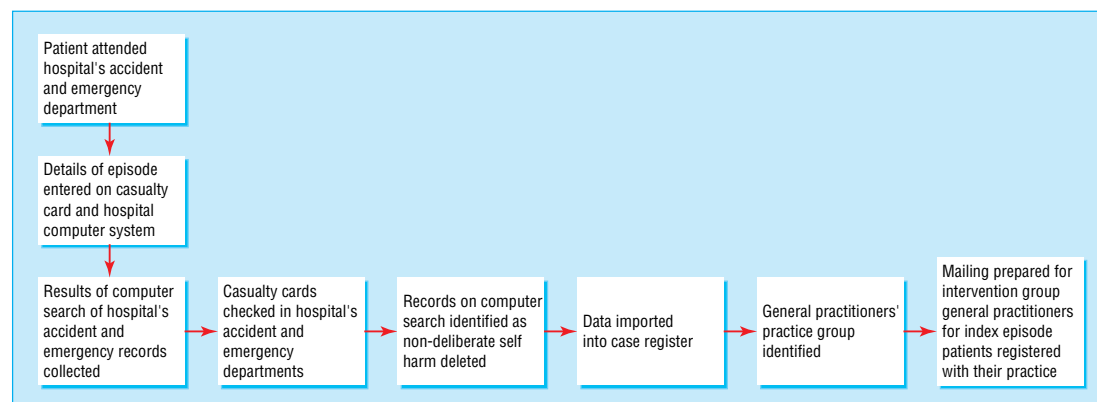 Patient attended
hospital's accident
and emergency
department
Details of episode
entered on casualty
card and hospital
computer system
Results of computer
search of hospital's
accident and
emergency records
collected
Casualty cards
checked in hospital's
accident and
emergency
departments
Records on computer
search identified as
non-deliberate self
harm deleted
Data imported
into case register
General practitioners'
practice group
identified
Mailing prepared for
intervention group
general practitioners
for index episode
patients registered
with their practice